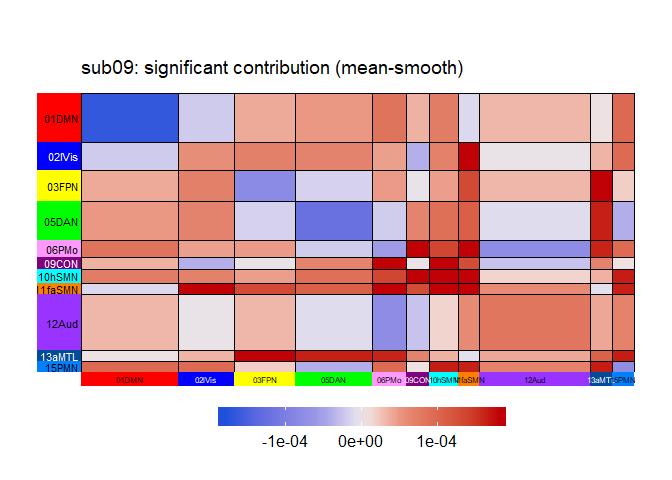 sub09: significant contribution (mean-smooth)
01DMN
02lVis
03FPN
05DAN
06PMo
09CON
10hSMN
11faSMN
12Aud
13aMTL
15PMN
01DMN 02lVis 03FPN 05DAN 06PMo 09CON 10hSMN 1faSMN 12Aud 13aMTL 15PMN
-1e-04 0e+00 1e-04